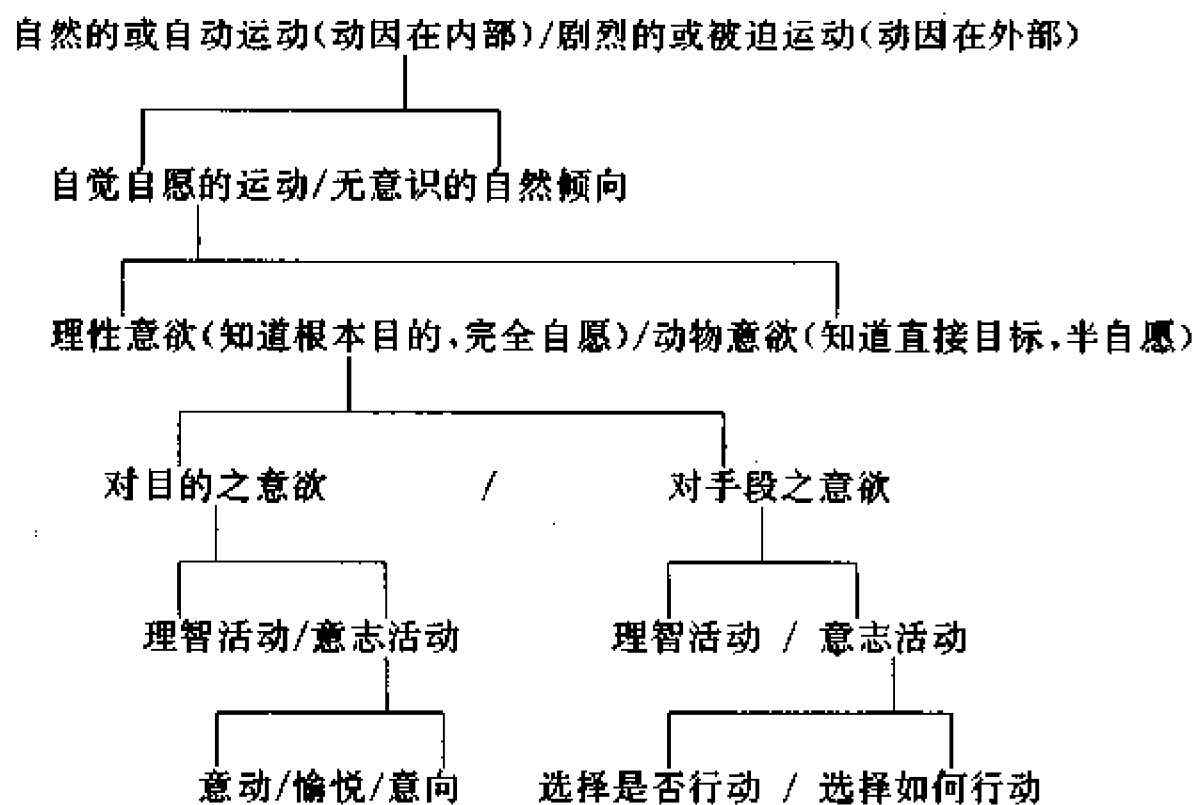 自然的或自动运动(动因在内部)/剧烈的或被迫运动(动因在外部)
自觉自愿的运动/无意识的自然倾向
理性意欲(知道根本目的,完全自愿)/动物意欲(知道直接目标,半自愿)
对目的之意欲 / 对手段之意欲
理智活动/意志活动 理智活动 / 意志活动
意动/愉悦/意向 选择是否行动 / 选择如何行动